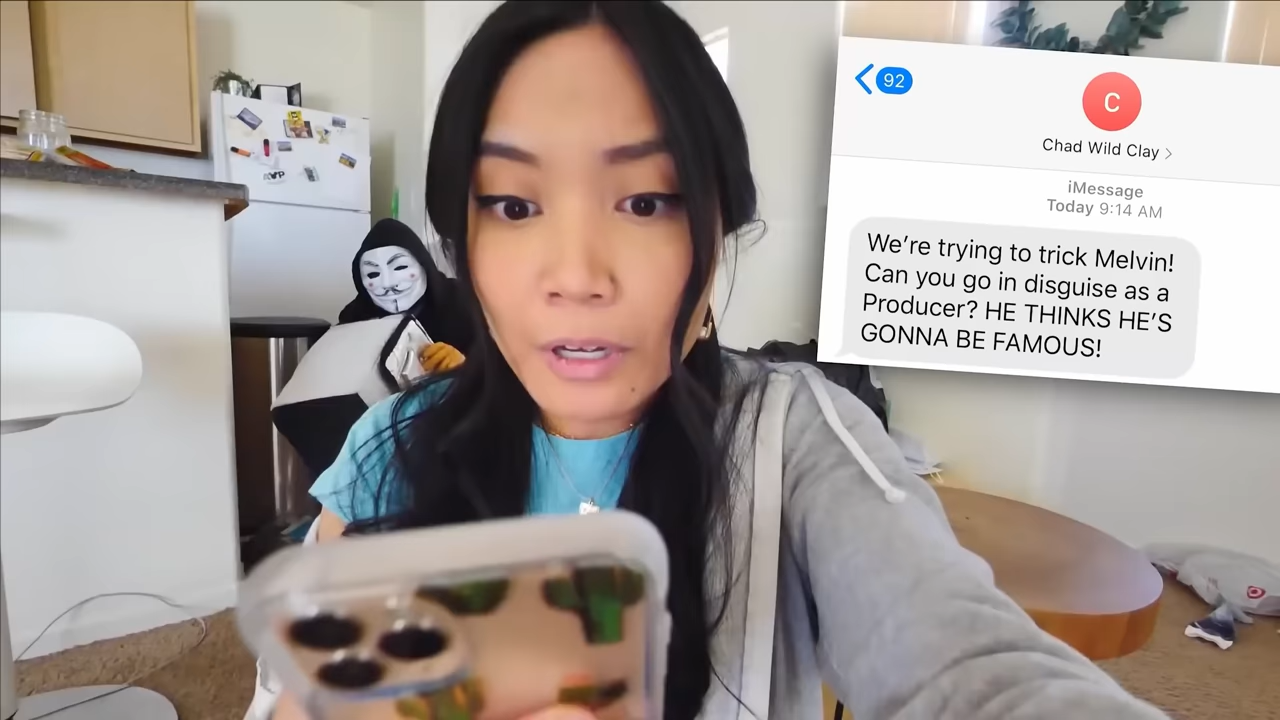 92
C
Chad Wild Clay
iMessage
Today 9:14 AM
We're trying to trick Melvin!
Can you go in disguise as a
Producer? HE THINKS HE'S
GONNA BE FAMOUS!